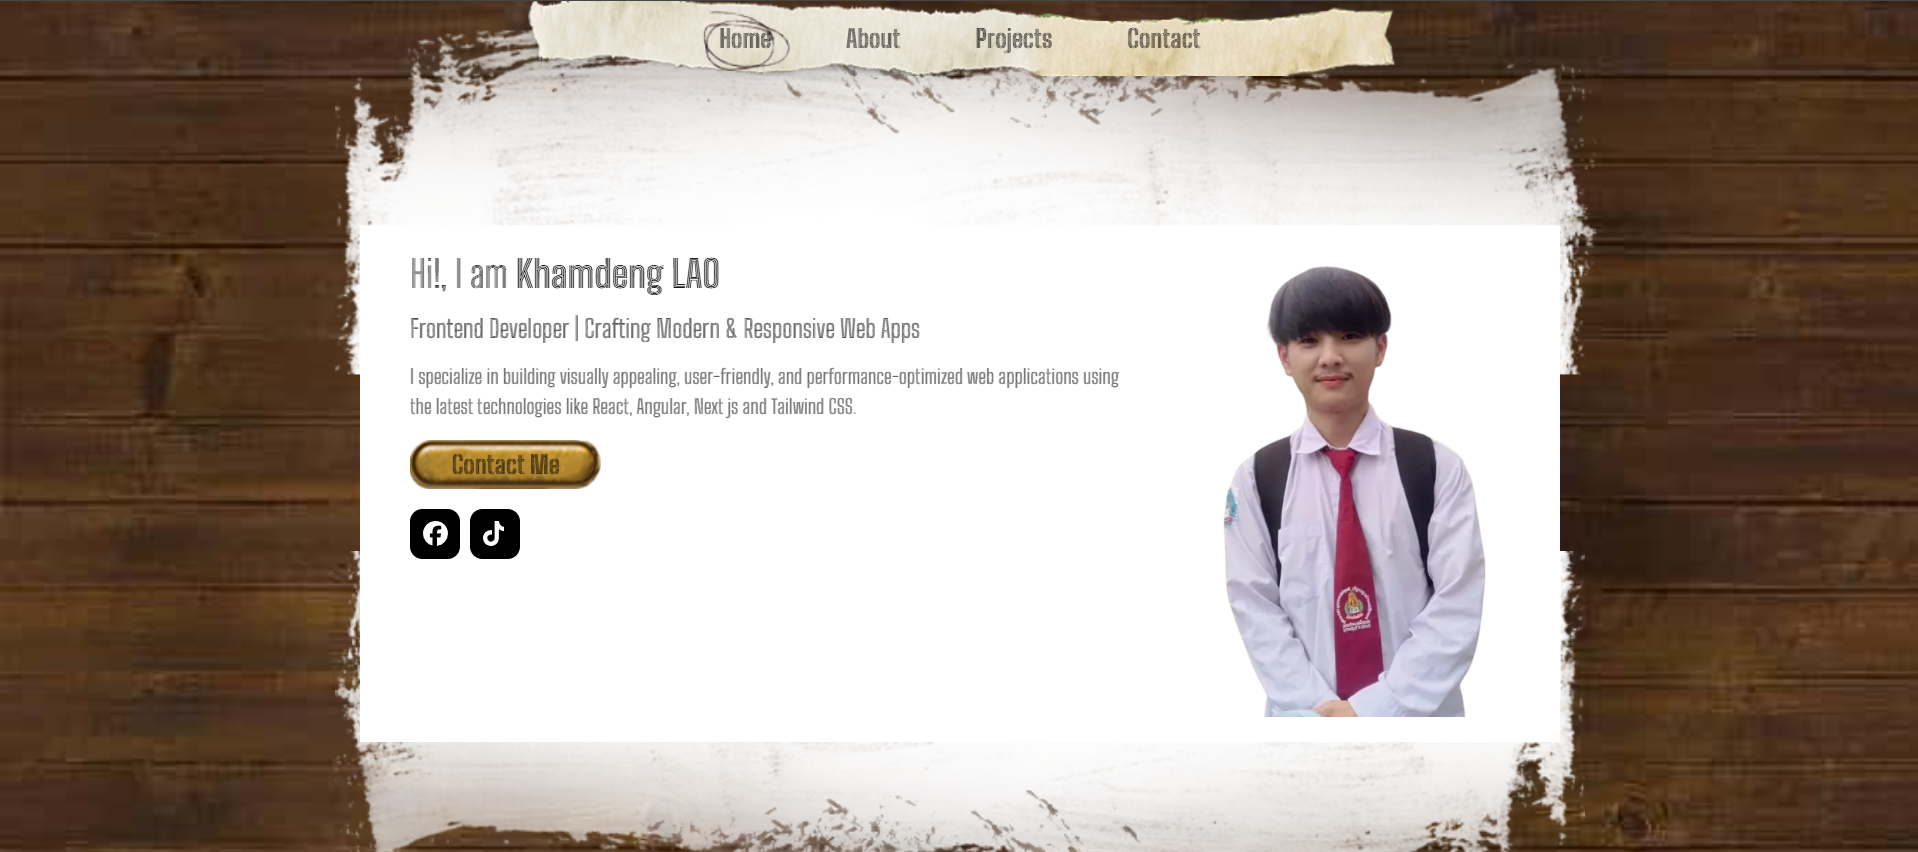 Home About Projects Contact
Hi!, I am Khamdeng LAO
Frontend Developer | Crafting Modern & Responsive Web Apps
I specialize in building visually appealing, user-friendly, and performance-optimized web applications using
the latest technologies like React, Angular, Next js and Tailwind CSS.
Contact Me